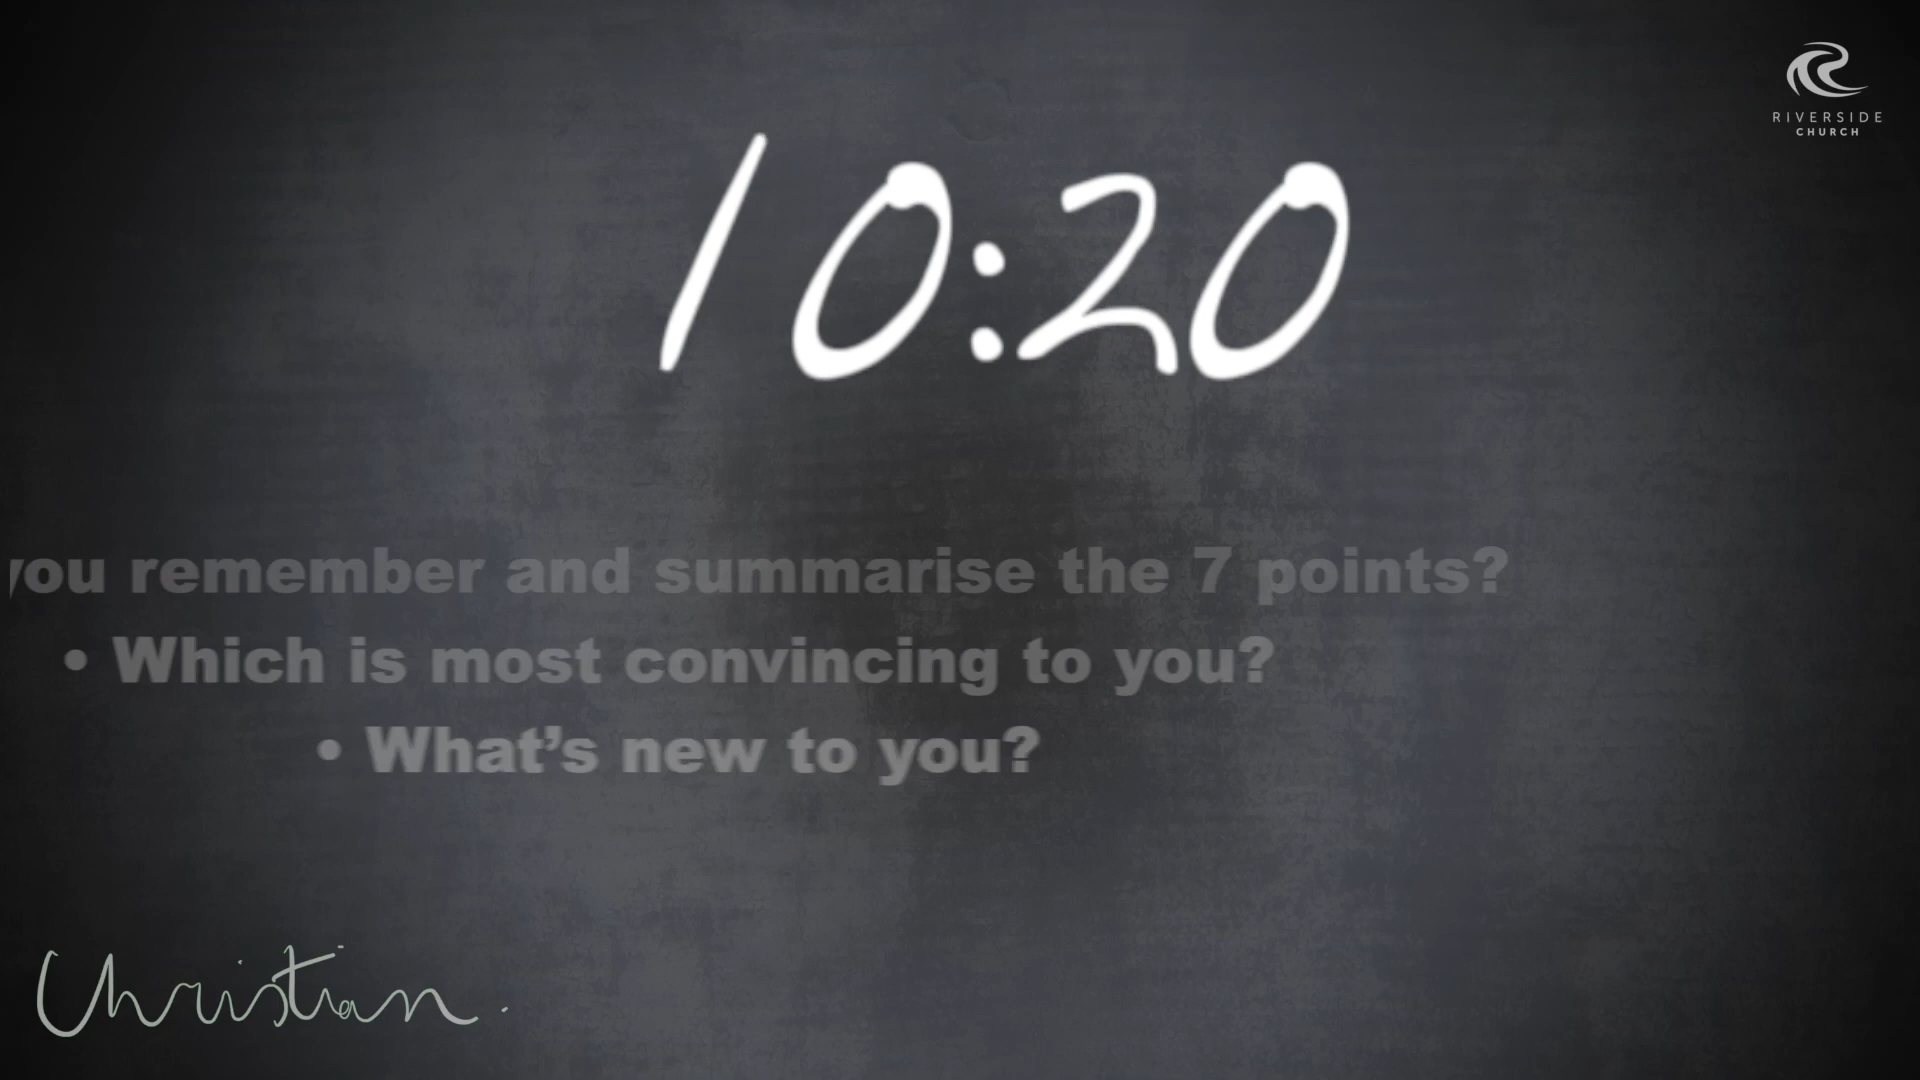 RIVERSIDE
CHURCH
10:20
you remember and summarise the 7 points?
• Which is most convincing to you?
• What’s new to you?
Christian.